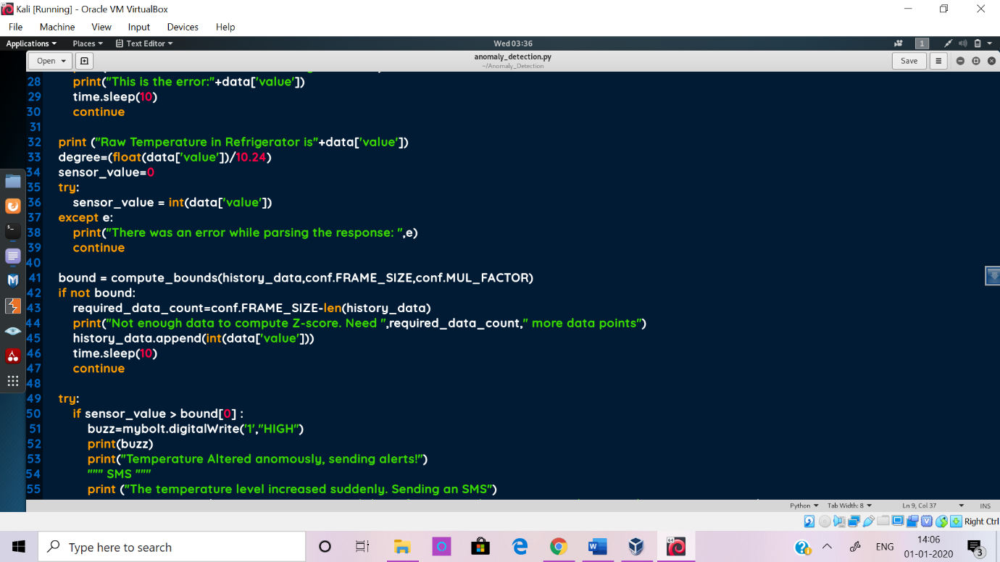 Kali [Running] - Oracle VM VirtualBox
File Machine View Input Devices Help
Applications Places Text Editor Wed 03:36 1
Open anomaly_detection.py Save
~/Anomaly_Detection
28 print("This is the error:"+data['value'])
29 time.sleep(10)
30 continue
31
32 print ("Raw Temperature in Refrigerator is"+data['value'])
33 degree=(float(data['value'])/10.24)
34 sensor_value=0
35 try:
36 sensor_value = int(data['value'])
37 except e:
38 print("There was an error while parsing the response: ",e)
39 continue
40
41 bound = compute_bounds(history_data,conf.FRAME_SIZE,conf.MUL_FACTOR)
42 if not bound:
43 required_data_count=conf.FRAME_SIZE-len(history_data)
44 print("Not enough data to compute Z-score. Need ",required_data_count," more data points")
45 history_data.append(int(data['value']))
46 time.sleep(10)
47 continue
48
49 try:
50 if sensor_value > bound[0] :
51 buzz=mybolt.digitalWrite('1',"HIGH")
52 print(buzz)
53 print("Temperature Altered anomously, sending alerts!")
54 """ SMS """
55 print ("The temperature level increased suddenly. Sending an SMS")
Python Tab Width: 8 Ln 9, Col 37 INS
Right Ctrl
Type here to search ENG 14:06
01-01-2020 3